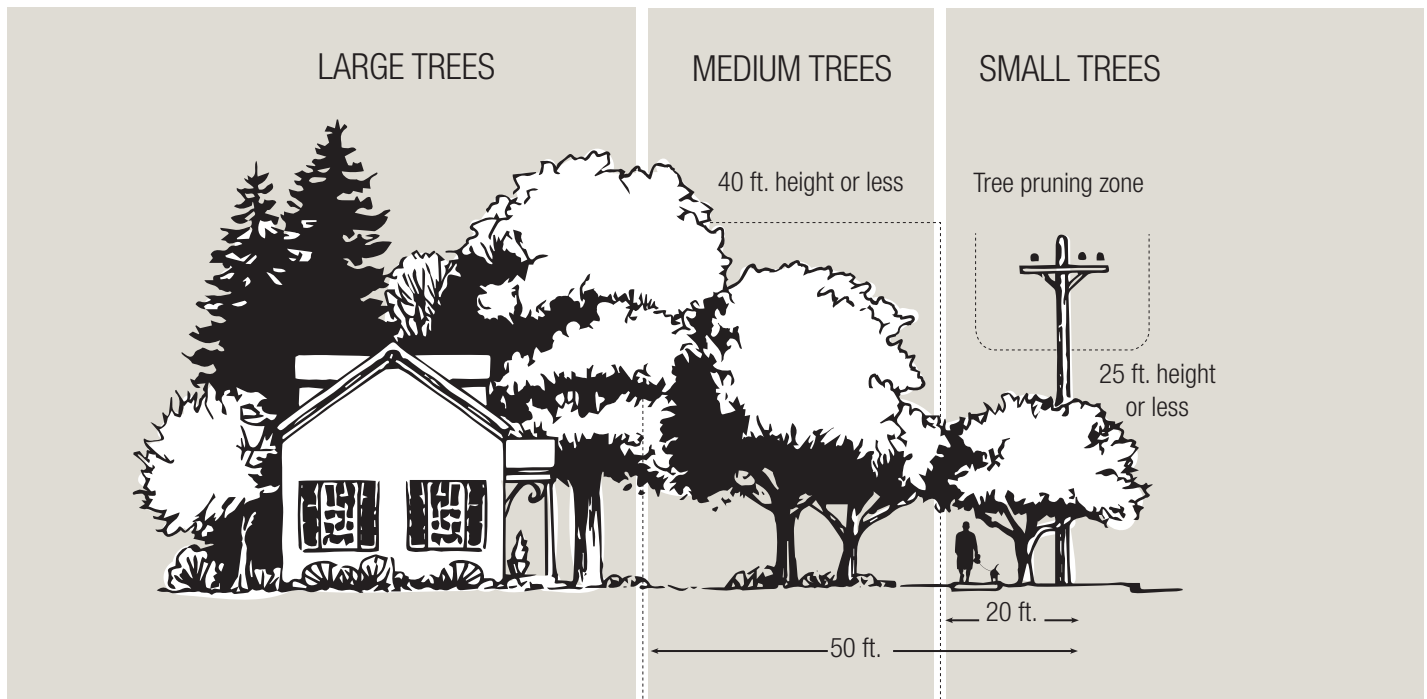 LARGE TREES
MEDIUM TREES
SMALL TREES
40 ft. height or less
Tree pruning zone
25 ft. height
or less
20 ft.
50 ft.